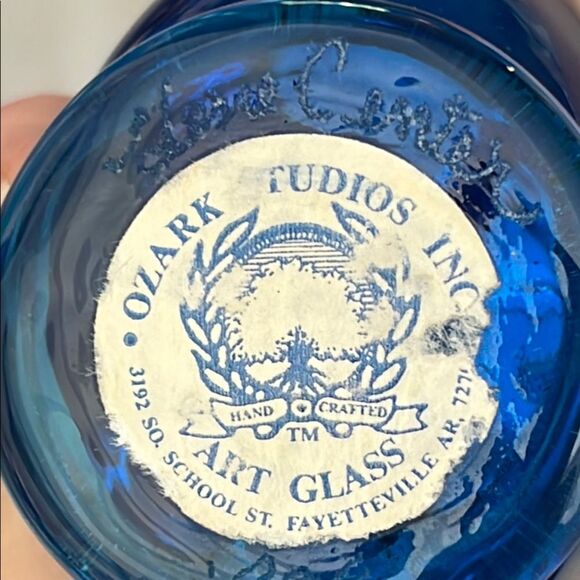 OZARK TUDIOS INC
HAND CRAFTED
TM
ART GLASS
3192 SO. SCHOOL ST. FAYETTEVILLE AR, 727